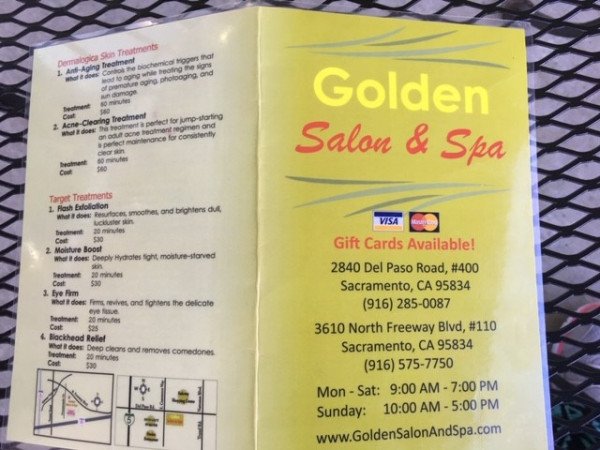 Dermalogica Skin Treatments
1. Anti-Aging Treatment
What it does: Controls the biochemical triggers that
lead to aging while treating the signs
of premature aging, photoaging, and
sun damage.
Treatment: 60 minutes
Cost: $60
2. Acne-Clearing Treatment
What it does: This treatment is perfect for jump-starting
an adult acne treatment regimen and
is perfect maintenance for consistently
clear skin.
Treatment: 60 minutes
Cost: $60
Target Treatments
1. Flash Exfoliation
What it does: Resurfaces, smoothes, and brightens dull,
luckluster skin.
Treatment: 20 minutes
Cost: $30
2. Moisture Boost
What it does: Deeply Hydrates tight, moisture-starved
skin.
Treatment: 20 minutes
Cost: $30
3. Eye Firm
What it does: Firms, revives, and tightens the delicate
eye tissue.
Treatment: 20 minutes
Cost: $25
4. Blackhead Relief
What it does: Deep cleans and removes comedones.
Treatment: 20 minutes
Cost: $30
Del Paso Rd.
5
Golden
Salon & Spa
VISA
MasterCard
Gift Cards Available!
2840 Del Paso Road, #400
Sacramento, CA 95834
(916) 285-0087
3610 North Freeway Blvd, #110
Sacramento, CA 95834
(916) 575-7750
Mon - Sat: 9:00 AM - 7:00 PM
Sunday: 10:00 AM - 5:00 PM
www.GoldenSalonAndSpa.com